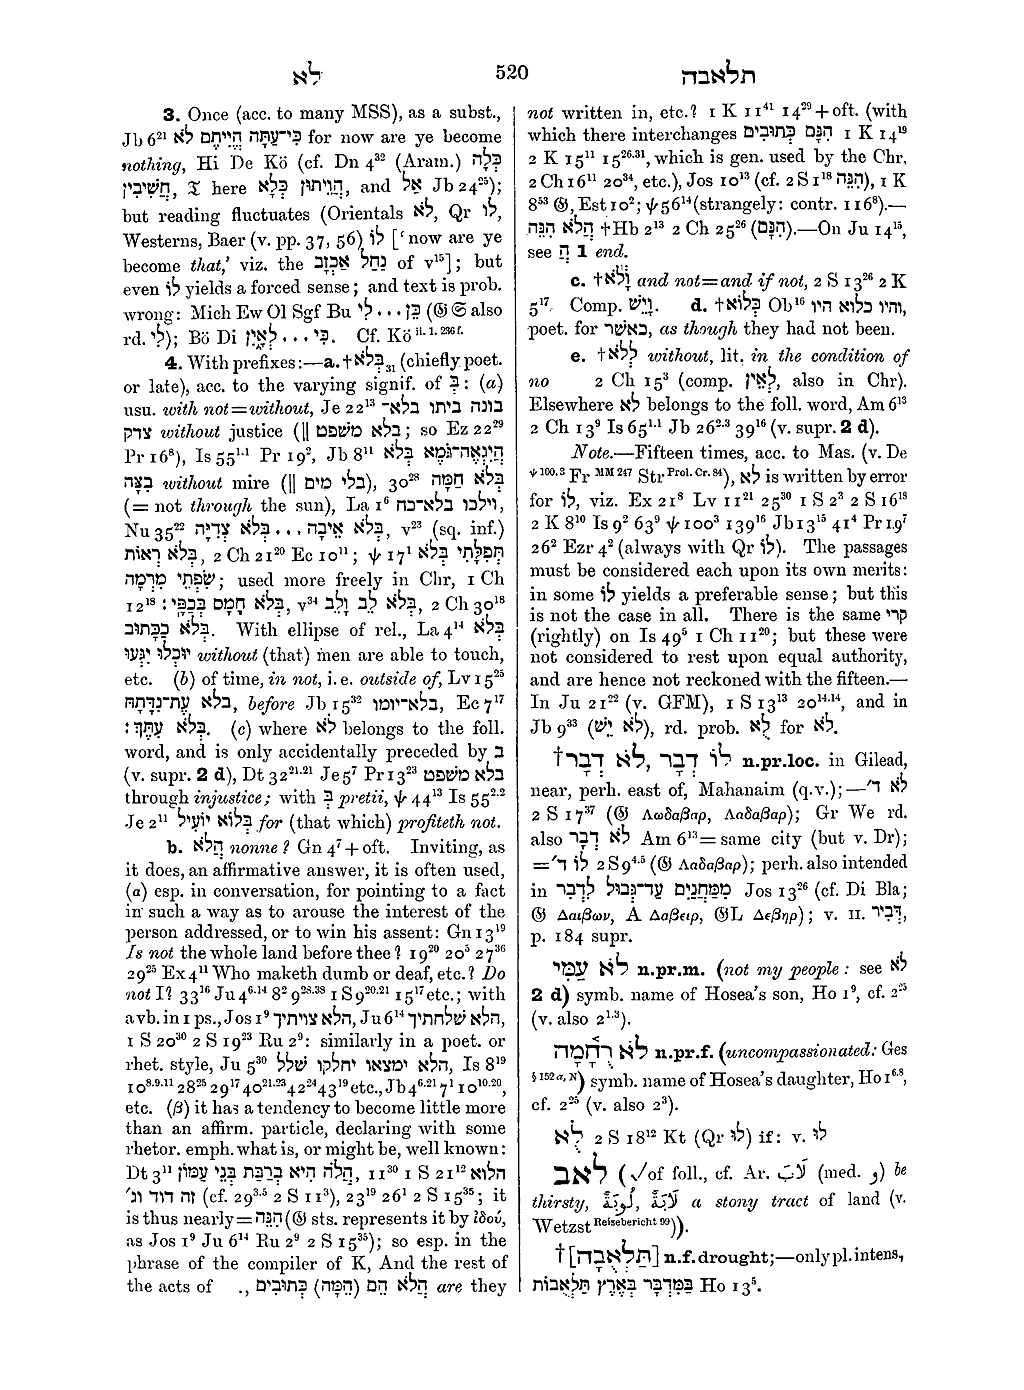 לא 520 תלאבה
3. Once (acc. to many MSS), as a subst.,
Jb 6²¹ כִּי־עַתָּה הֱיִיתֶם לֹא for now are ye become
nothing, Hi De Kö (cf. Dn 4³² (Aram.) כְּלָה
חֲשִׁיבִין, 𝔗 here הֲוֵיתוּן כְּלָא, and אַל Jb 24²⁵);
but reading fluctuates (Orientals לֹא, Qr לוֹ,
Westerns, Baer (v. pp. 37, 56) לוֹ [‘now are ye
become that,’ viz. the נַחַל אַכְזָב of v¹⁵]; but
even לוֹ yields a forced sense; and text is prob.
wrong: Mich Ew Ol Sgf Bu כֵּן ... לִי (𝔊 𝔖 also
rd. לִי); Bö Di כִּי ... לְאַיִן. Cf. Kö ii. 1. 236 f.
4. With prefixes:—a. †בְּלֹא₃₁ (chiefly poet.
or late), acc. to the varying signif. of בְּ: (a)
usu. with not=without, Je 22¹³ בונה ביתו בלא־
צדק without justice (‖ בלא משפט; so Ez 22²⁹
Pr 16⁸), Is 55¹·¹ Pr 19², Jb 8¹¹ הֲיִגְאֶה־גֹּמֶא בְּלֹא
בִצָּה without mire (‖ בלי מים), 30²⁸ בְּלֹא חַמָּה
(= not through the sun), La 1⁶ וילכו בלא־כח,
Nu 35²² בְּלֹא אֵיבָה ... בְּלֹא צְדִיָּה, v²³ (sq. inf.)
בְּלֹא רְאוֹת, 2 Ch 21²⁰ Ec 10¹¹; ψ 17¹ תְּפִלָּתִי בְּלֹא
שִׂפְתֵי מִרְמָה; used more freely in Chr, 1 Ch
12¹⁸ בְּלֹא חָמָס בְּכַפַּי׃, v³⁴ בְּלֹא לֵב וָלֵב, 2 Ch 30¹⁸
בְּלֹא כַכָּתוּב. With ellipse of rel., La 4¹⁴ בְּלֹא
יוּכְלוּ יִגְּעוּ without (that) men are able to touch,
etc. (b) of time, in not, i. e. outside of, Lv 15²⁵
בלא עֶת־נִדָּתָהּ, before Jb 15³² בלא־יומו, Ec 7¹⁷
בְּלֹא עִתֶּךָ׃. (c) where לֹא belongs to the foll.
word, and is only accidentally preceded by ב
(v. supr. 2 d), Dt 32²¹·²¹ Je 5⁷ Pr 13²³ בלא משפט
through injustice; with בְּ pretii, ψ 44¹³ Is 55²·²
Je 2¹¹ בְּלוֹא יוֹעִיל for (that which) profiteth not.
b. הֲלֹא nonne? Gn 4⁷ + oft. Inviting, as
it does, an affirmative answer, it is often used,
(a) esp. in conversation, for pointing to a fact
in such a way as to arouse the interest of the
person addressed, or to win his assent: Gn 13¹⁹
Is not the whole land before thee? 19²⁰ 20⁵ 27³⁶
29²⁵ Ex 4¹¹ Who maketh dumb or deaf, etc.? Do
not I? 33¹⁶ Ju 4⁶·¹⁴ 8² 9²⁸·³⁸ 1 S 9²⁰·²¹ 15¹⁷ etc.; with
a vb. in 1 ps., Jos 1⁹ הלא צויתיך, Ju 6¹⁴ הלא שלחתיך,
1 S 20³⁰ 2 S 19²³ Ru 2⁹: similarly in a poet. or
rhet. style, Ju 5³⁰ הלא ימצאו יחלקו שלל, Is 8¹⁹
10⁸·⁹·¹¹ 28²⁵ 29¹⁷ 40²¹·²³ 42²⁴ 43¹⁹ etc., Jb 4⁶·²¹ 7¹ 10¹⁰·²⁰,
etc. (β) it has a tendency to become little more
than an affirm. particle, declaring with some
rhetor. emph. what is, or might be, well known:
Dt 3¹¹ הֲלֹה הִיא בְרַבַּת בְּנֵי עַמּוֹן, 11³⁰ 1 S 21¹² הלוא
זה דוד וג׳ (cf. 29³·⁵ 2 S 11³), 23¹⁹ 26¹ 2 S 15³⁵; it
is thus nearly=הִנֵּה (𝔊 sts. represents it by ἰδού,
as Jos 1⁹ Ju 6¹⁴ Ru 2⁹ 2 S 15³⁵); so esp. in the
phrase of the compiler of K, And the rest of
the acts of ., הֲלֹא הֵם (הֵמָּה) כְּתוּבִים are they
not written in, etc.? 1 K 11⁴¹ 14²⁹ + oft. (with
which there interchanges הִנָּם כְּתוּבִים 1 K 14¹⁹
2 K 15¹¹ 15²⁶·³¹, which is gen. used by the Chr,
2 Ch 16¹¹ 20³⁴, etc.), Jos 10¹³ (cf. 2 S 1¹⁸ הִנֵּה), 1 K
8⁵³ 𝔊, Est 10²; ψ 56¹⁴ (strangely: contr. 116⁸).—
הֲלֹא הִנֵּה †Hb 2¹³ 2 Ch 25²⁶ (הִנָּם).—On Ju 14¹⁵,
see הֲ 1 end.
c. †וָלֹא and not=and if not, 2 S 13²⁶ 2 K
5¹⁷. Comp. וָיֵשׁ. d. †כְּלוֹא Ob¹⁶ והיו כלוא היו,
poet. for כַּאֲשֶׁר, as though they had not been.
e. †לְלֹא without, lit. in the condition of
no 2 Ch 15³ (comp. לְאֵין, also in Chr).
Elsewhere לֹא belongs to the foll. word, Am 6¹³
2 Ch 13⁹ Is 65¹·¹ Jb 26²·³ 39¹⁶ (v. supr. 2 d).
Note.—Fifteen times, acc. to Mas. (v. De
ψ 100. 3 Fr MM 247 Str Prol. Cr. 84), לֹא is written by error
for לוֹ, viz. Ex 21⁸ Lv 11²¹ 25³⁰ 1 S 2³ 2 S 16¹⁸
2 K 8¹⁰ Is 9² 63⁹ ψ 100³ 139¹⁶ Jb 13¹⁵ 41⁴ Pr 19⁷
26² Ezr 4² (always with Qr לוֹ). The passages
must be considered each upon its own merits:
in some לוֹ yields a preferable sense; but this
is not the case in all. There is the same קרי
(rightly) on Is 49⁵ 1 Ch 11²⁰; but these were
not considered to rest upon equal authority,
and are hence not reckoned with the fifteen.—
In Ju 21²² (v. GFM), 1 S 13¹³ 20¹⁴·¹⁴, and in
Jb 9³³ (לֹא יֵשׁ), rd. prob. לֻא for לֹא.
†לֹא דְבָר, לוֹ דְבָר n.pr.loc. in Gilead,
near, perh. east of, Mahanaim (q.v.);—לֹא ד׳
2 S 17²⁷ (𝔊 Λωδαβαρ, Λαδαβαρ); Gr We rd.
also לֹא דָבָר Am 6¹³ = same city (but v. Dr);
=לוֹ ד׳ 2 S 9⁴·⁵ (𝔊 Λαδαβαρ); perh. also intended
in מִמַּחֲנַיִם עַד־גְּבוּל לִדְבִר Jos 13²⁶ (cf. Di Bla;
𝔊 Δαιβων, A Δαβειρ, 𝔊L Δεβηρ); v. II. דְּבִיר,
p. 184 supr.
לֹא עַמִּי n.pr.m. (not my people: see לֹא
2 d) symb. name of Hosea's son, Ho 1⁹, cf. 2²⁵
(v. also 2¹·³).
לֹא רֻחָמָה n.pr.f. (uncompassionated: Ges
§ 152 a, N) symb. name of Hosea's daughter, Ho 1⁶·⁸,
cf. 2²⁵ (v. also 2³).
לֻא 2 S 18¹² Kt (Qr לוּ) if: v. לוּ
לאב (√of foll., cf. Ar. لَابَ (med. و) be
thirsty, لَابَةٌ, لُوبَةٌ a stony tract of land (v.
Wetzst Reisebericht 99)).
†[תַּלְאֻבָה] n.f. drought;—only pl. intens.,
בַּמִּדְבָּר בְּאֶרֶץ תַּלְאֻבוֹת Ho 13⁵.